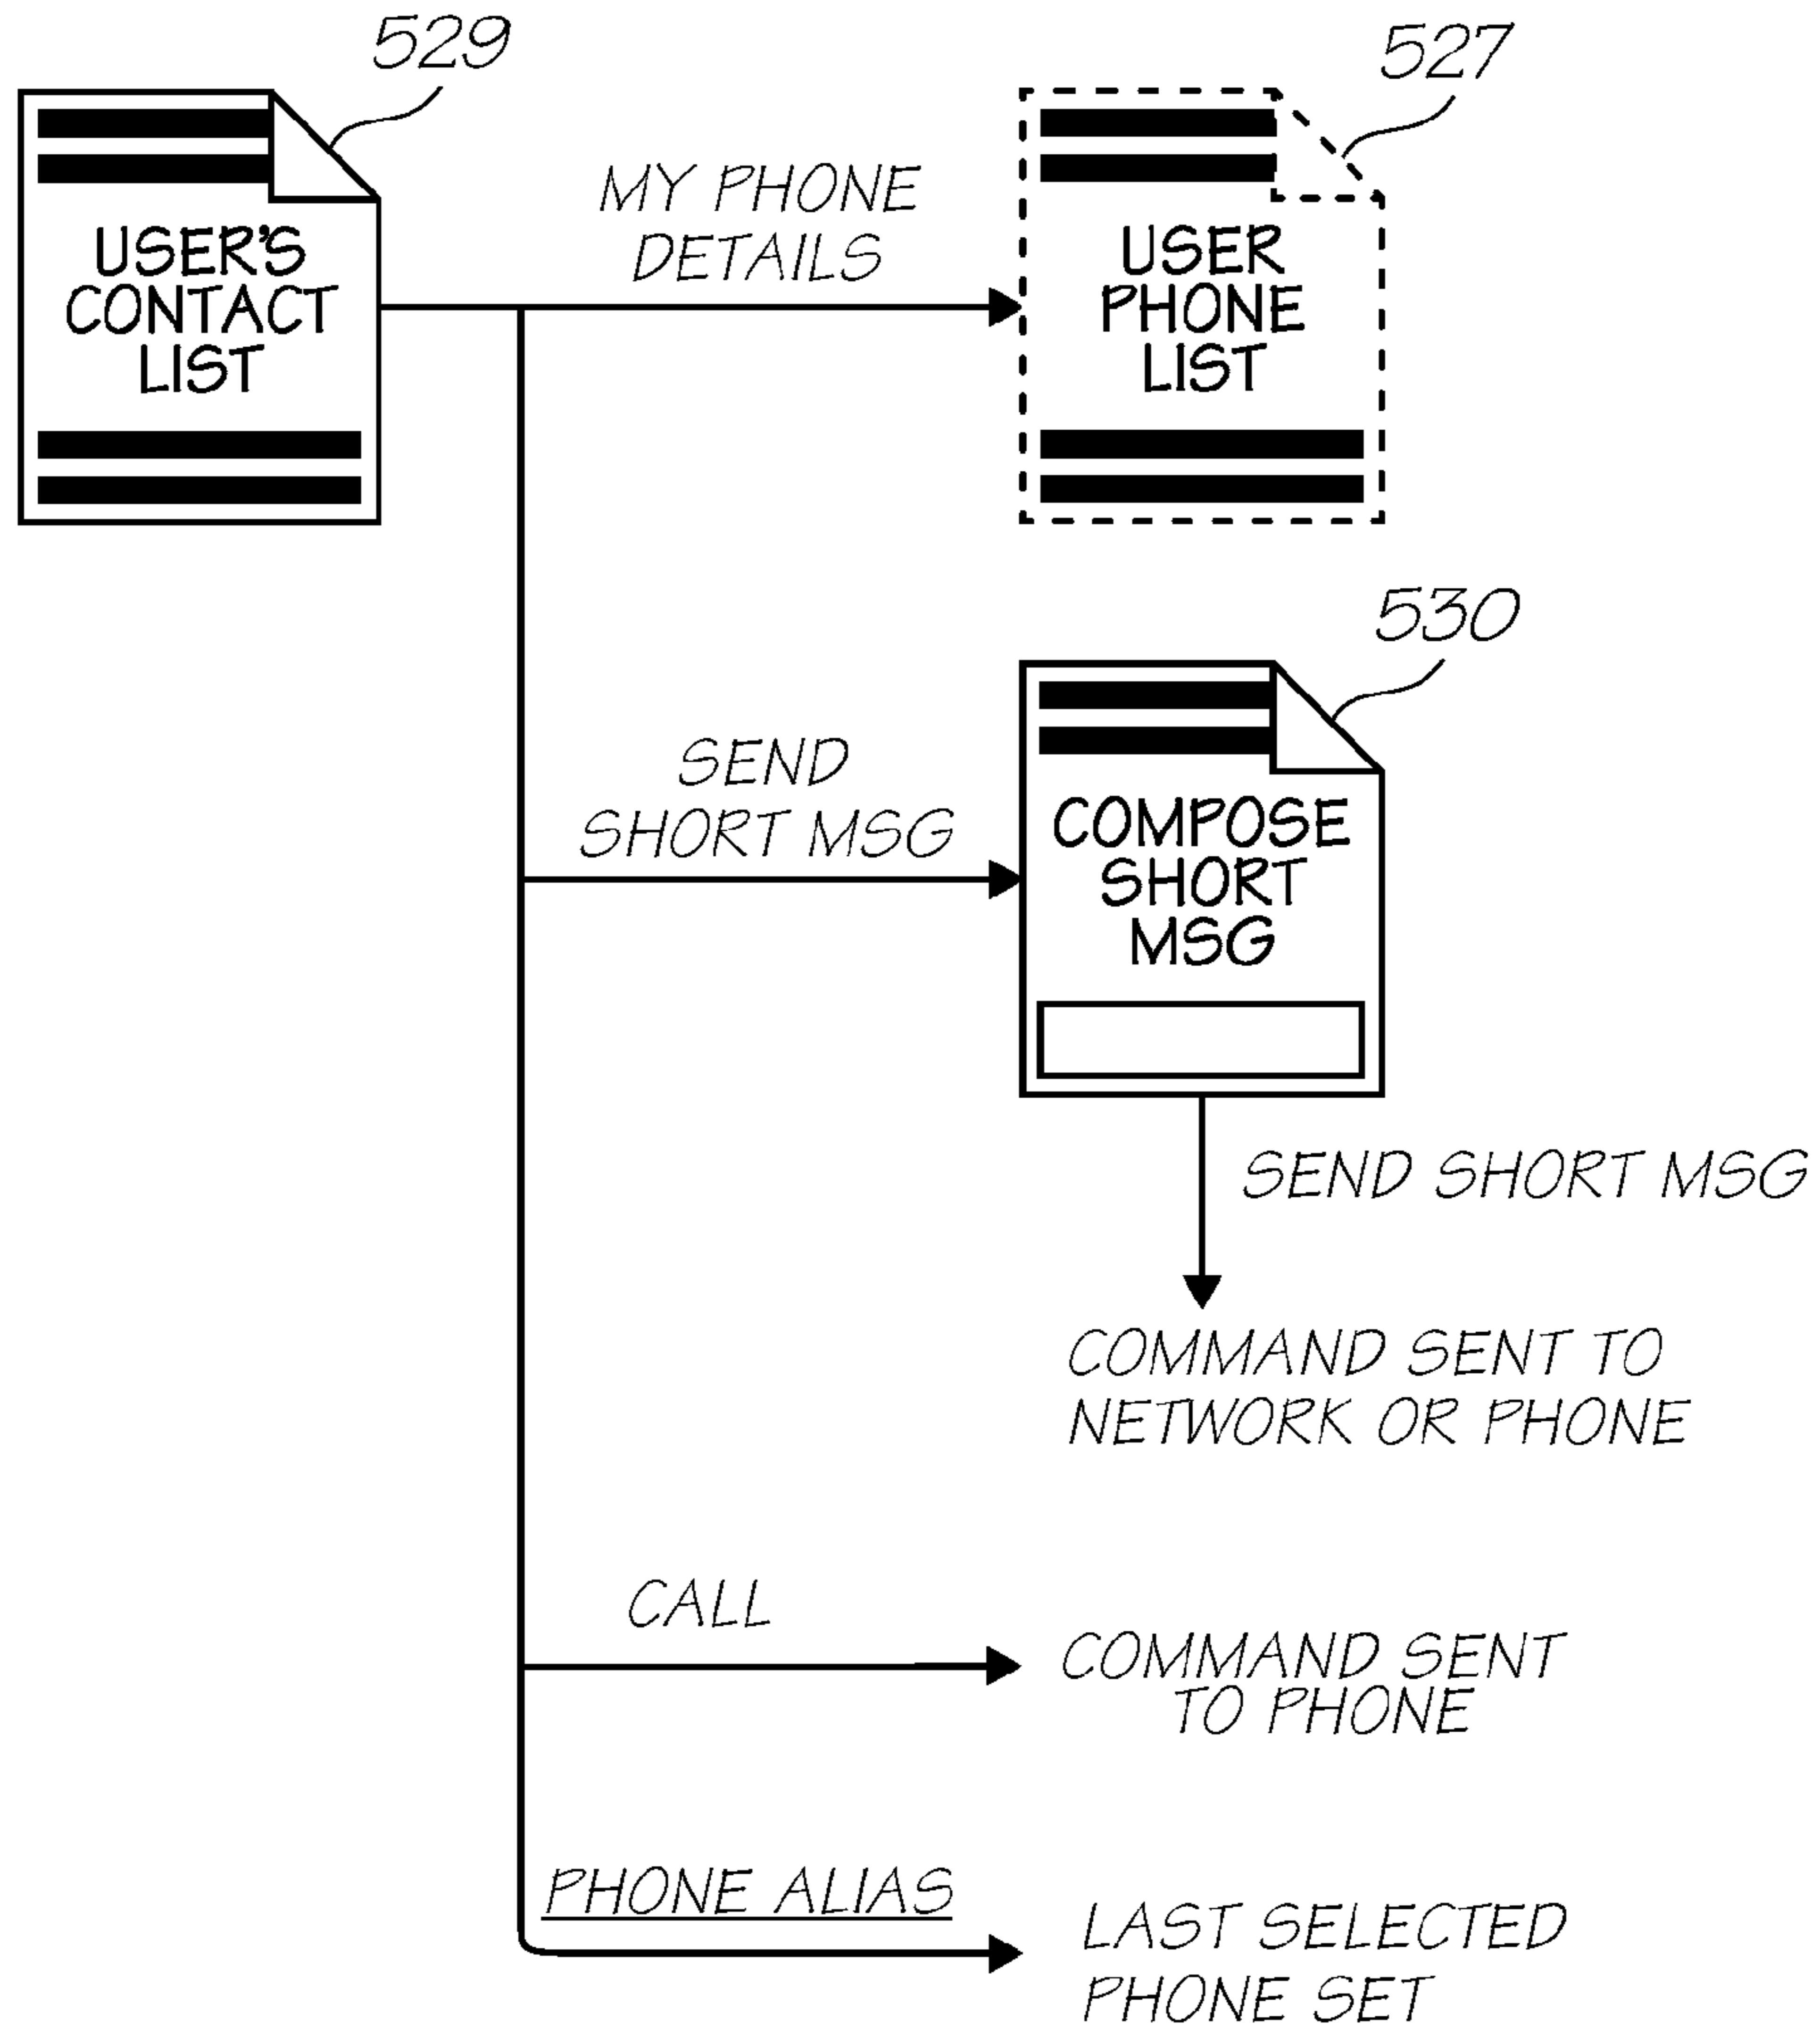 529
527
USER'S
CONTACT
LIST
MY PHONE
DETAILS
USER
PHONE
LIST
530
SEND
SHORT MSG
COMPOSE
SHORT
MSG
SEND SHORT MSG
COMMAND SENT TO
NETWORK OR PHONE
CALL
COMMAND SENT
TO PHONE
PHONE ALIAS
LAST SELECTED
PHONE SET